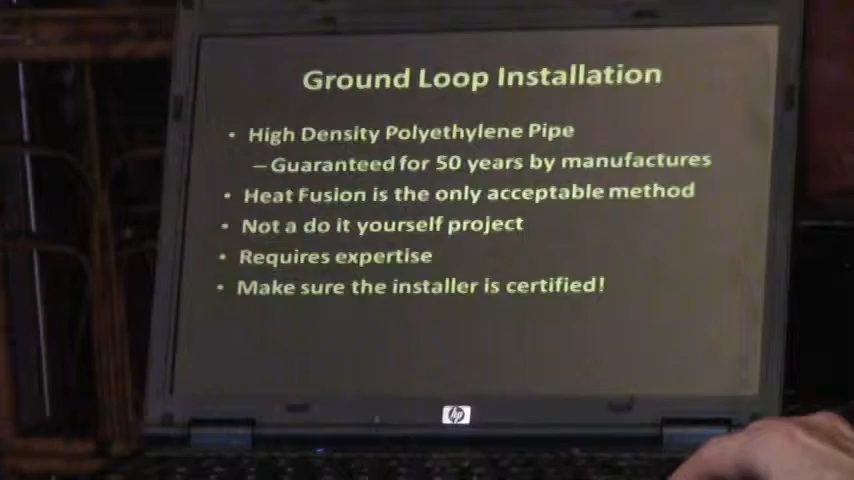 Ground Loop Installation
• High Density Polyethylene Pipe
– Guaranteed for 50 years by manufactures
• Heat Fusion is the only acceptable method
• Not a do it yourself project
• Requires expertise
• Make sure the installer is certified!
hp